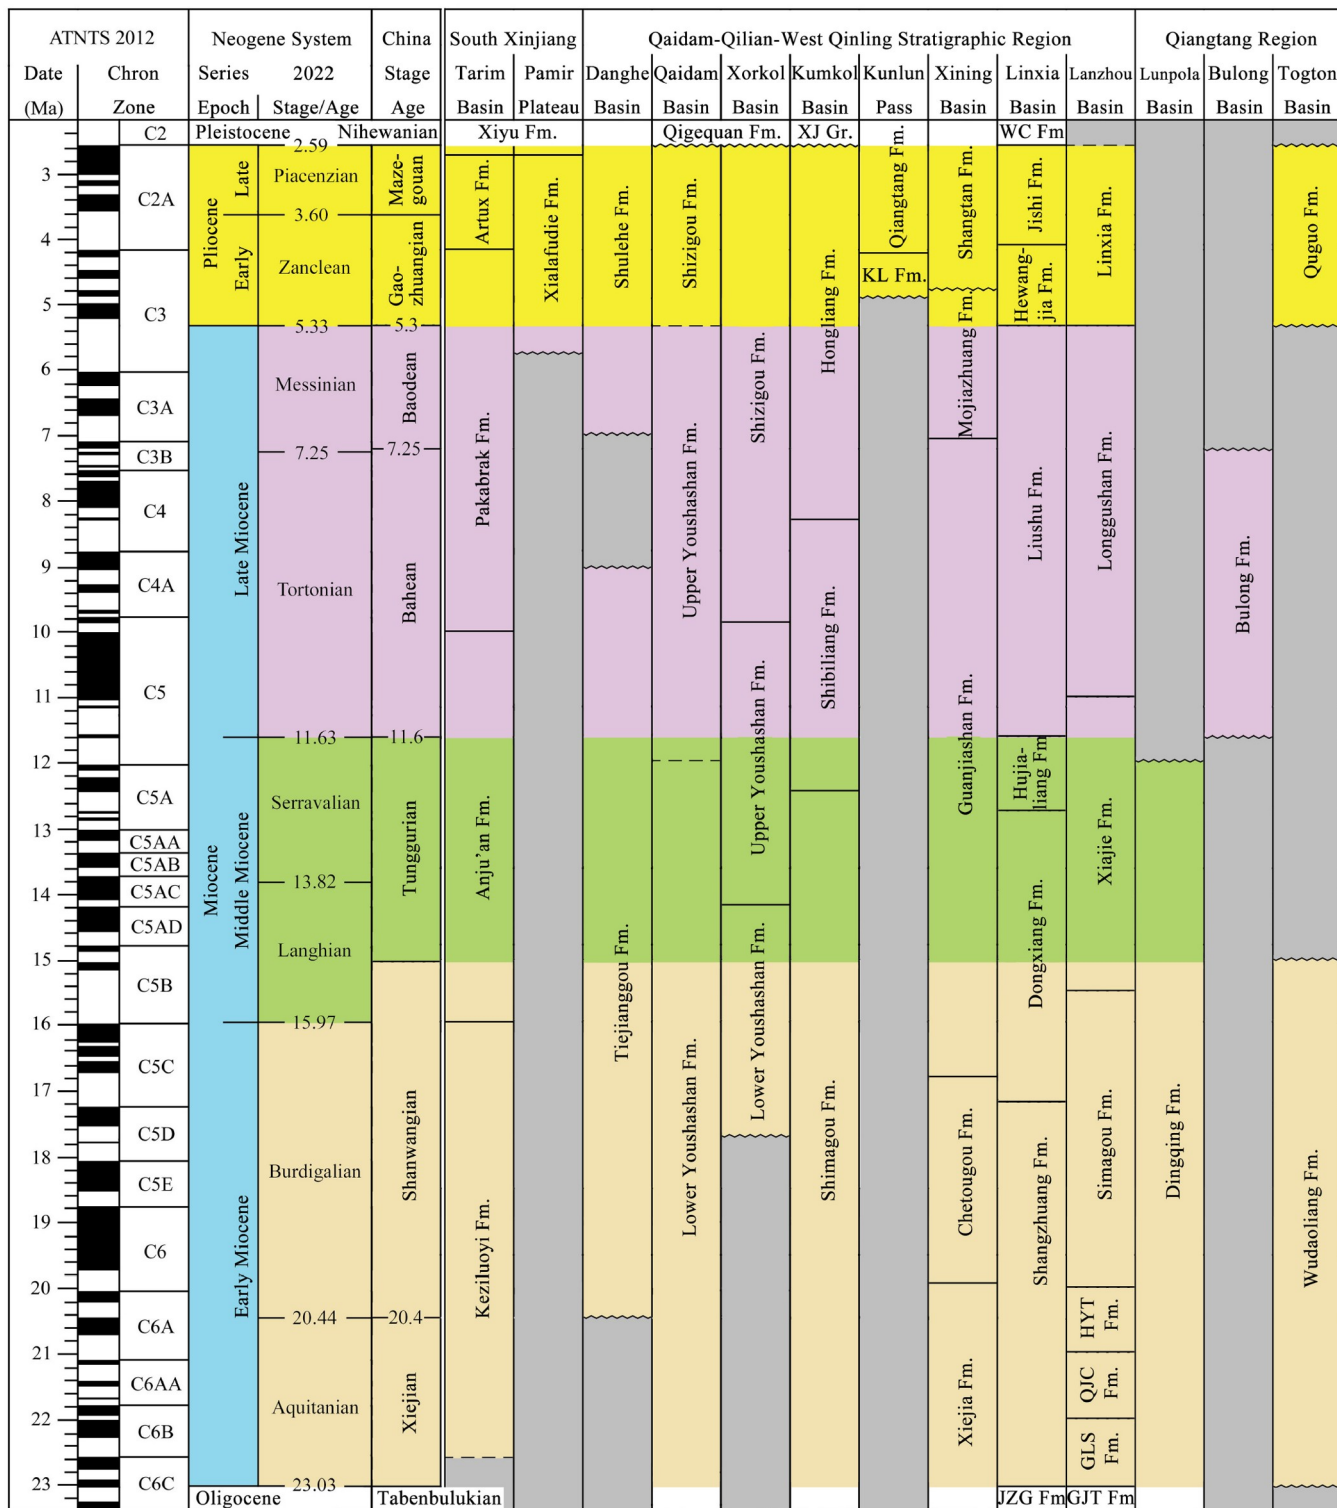 ATNTS 2012 Neogene System China South Xinjiang Qaidam-Qilian-West Qinling Stratigraphic Region Qiangtang Region
Date Chron Series 2022 Stage Tarim Pamir Danghe Qaidam Xorkol Kumkol Kunlun Xining Linxia Lanzhou Lunpola Bulong Togton
(Ma) Zone Epoch Stage/Age Age Basin Plateau Basin Basin Basin Basin Pass Basin Basin Basin Basin Basin Basin
C2 Pleistocene Nihewanian Xiyu Fm. Qigequan Fm. XJ Gr. WC Fm
2.59
3
4
5
6
7
8
9
10
11
12
13
14
15
16
17
18
19
20
21
22
23
C2A
C3
C3A
C3B
C4
C4A
C5
C5A
C5AA
C5AB
C5AC
C5AD
C5B
C5C
C5D
C5E
C6
C6A
C6AA
C6B
C6C
Pliocene
Late
Early
Miocene
Late Miocene
Middle Miocene
Early Miocene
Piacenzian
3.60
Zanclean
5.33
Messinian
7.25
Tortonian
11.63
Serravalian
13.82
Langhian
15.97
Burdigalian
20.44
Aquitanian
23.03
Maze-
gouan
Gao-
zhuangian
5.3
Baodean
7.25
Bahean
11.6
Tunggurian
Shanwangian
20.4
Xiejian
Artux Fm.
Pakabrak Fm.
Anju'an Fm.
Keziluoyi Fm.
Xialafudie Fm.
Shulehe Fm.
Tiejianggou Fm.
Shizigou Fm.
Upper Youshashan Fm.
Lower Youshashan Fm.
Shizigou Fm.
Upper Youshashan Fm.
Lower Youshashan Fm.
Hongliang Fm.
Shibiliang Fm.
Shimagou Fm.
Qiangtang Fm.
KL Fm.
Shangtan Fm.
Mojiazhuang Fm.
Guanjiashan Fm.
Chetougou Fm.
Xiejia Fm.
Jishi Fm.
Hewang-
jia Fm.
Liushu Fm.
Hujia-
liang Fm
Dongxiang Fm.
Shangzhuang Fm.
Linxia Fm.
Longgushan Fm.
Xiajie Fm.
Simagou Fm.
HYT
Fm.
QJC
Fm.
GLS
Fm.
Dingqing Fm.
Bulong Fm.
Quguo Fm.
Wudaoliang Fm.
Oligocene Tabenbulukian JZG Fm GJT FM